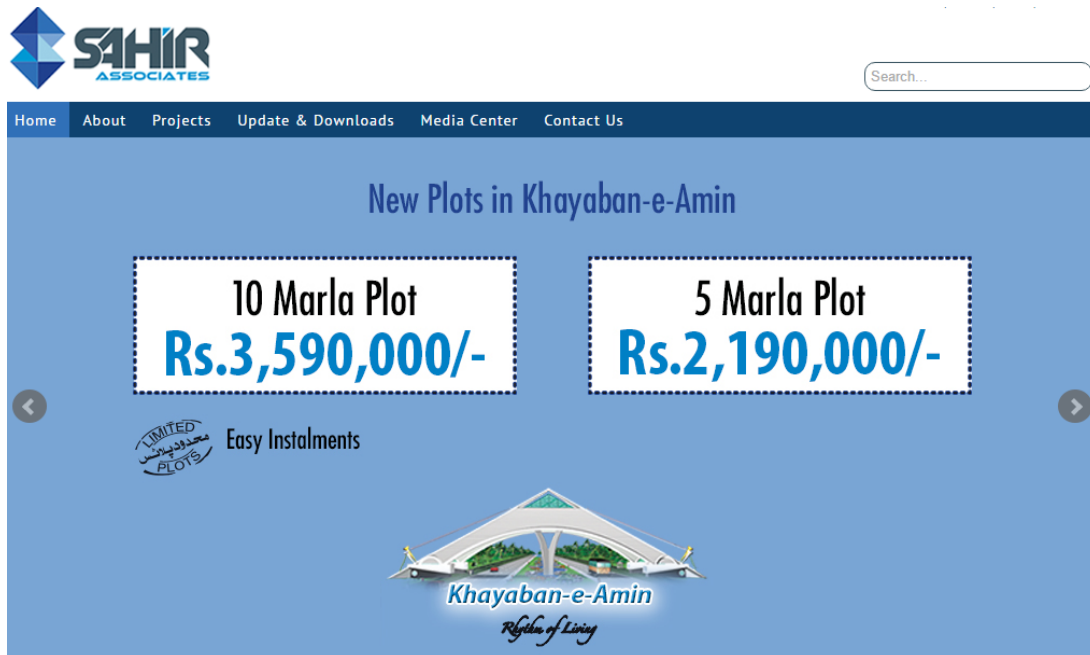 SAHIR
ASSOCIATES
Search...
Home About Projects Update & Downloads Media Center Contact Us
New Plots in Khayaban-e-Amin
10 Marla Plot
Rs.3,590,000/-
5 Marla Plot
Rs.2,190,000/-
LIMITED
محدود پلاٹس
PLOTS
Easy Instalments
Khayaban-e-Amin
Rhythm of Living